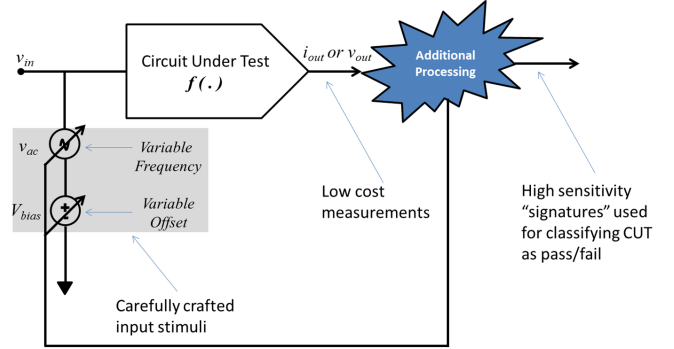 v_in
Circuit Under Test
f(.)
i_out or v_out
Additional
Processing
v_ac
Variable
Frequency
V_bias
Variable
Offset
Low cost
measurements
High sensitivity
“signatures” used
for classifying CUT
as pass/fail
Carefully crafted
input stimuli